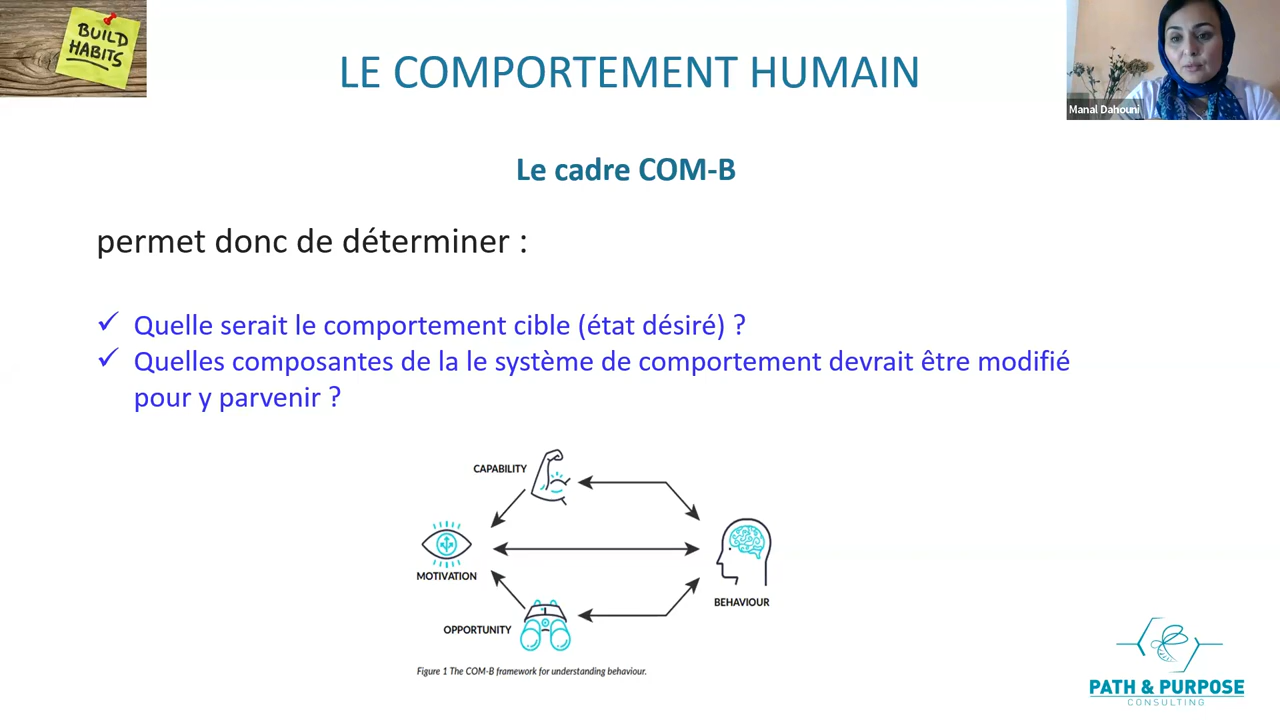 BUILD
HABITS
LE COMPORTEMENT HUMAIN
Manal Dahouni
Le cadre COM-B
permet donc de déterminer :
✓ Quelle serait le comportement cible (état désiré) ?
✓ Quelles composantes de la le système de comportement devrait être modifié
pour y parvenir ?
CAPABILITY
MOTIVATION
BEHAVIOUR
OPPORTUNITY
Figure 1 The COM-B framework for understanding behaviour.
PATH & PURPOSE
CONSULTING